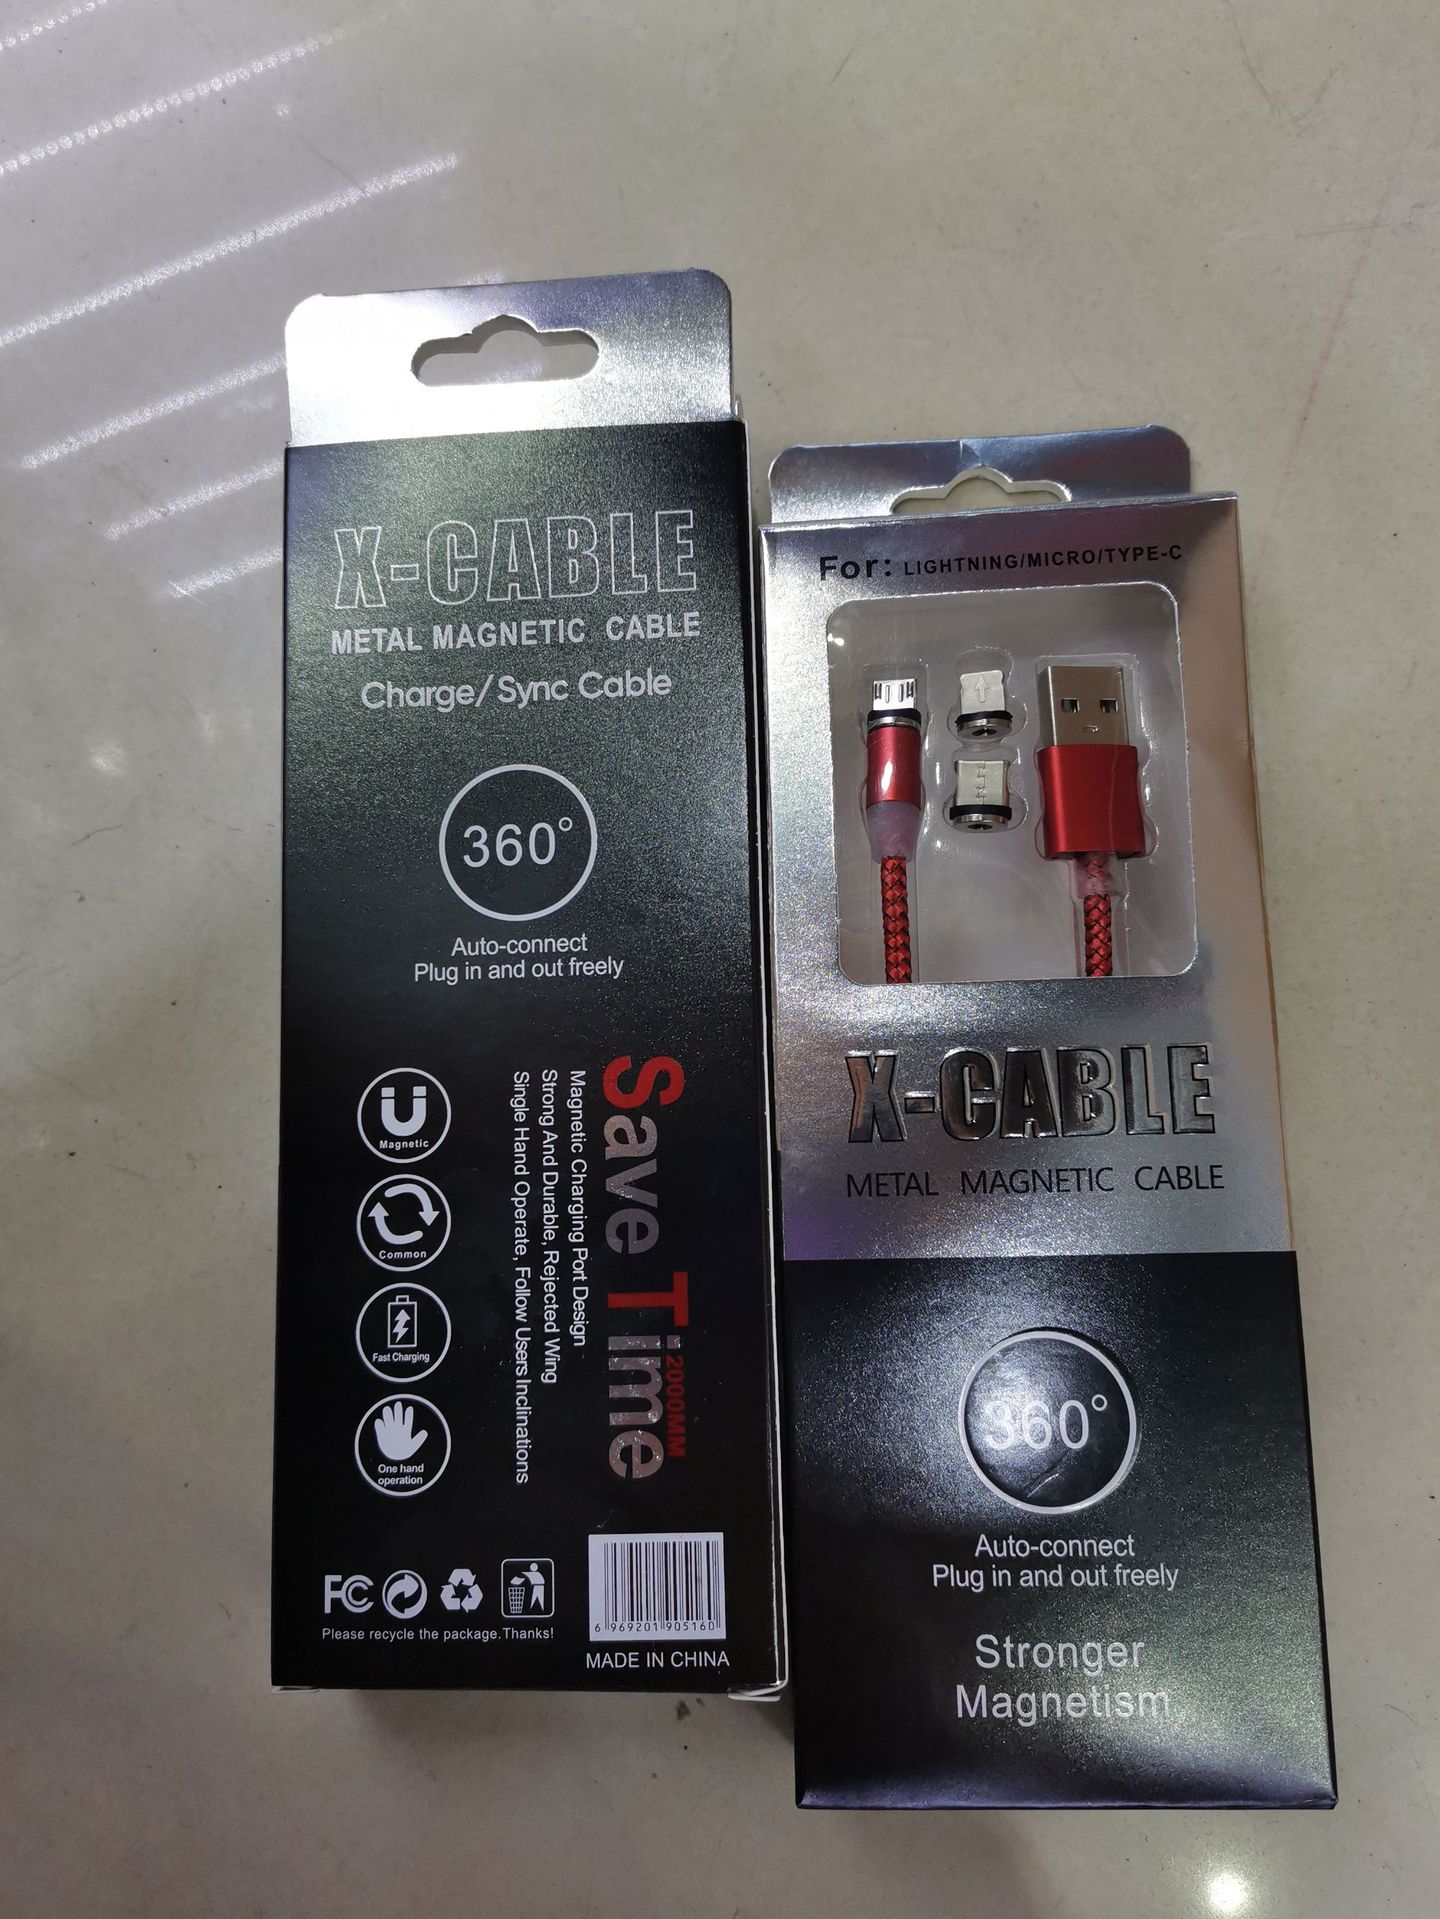 X-CABLE
METAL MAGNETIC CABLE
Charge/Sync Cable
360°
Auto-connect
Plug in and out freely
Save Time
2000MM
Magnetic Charging Port Design
Strong And Durable, Rejected Wing
Single Hand Operate, Follow Users Inclinations
Magnetic
Common
Fast Charging
One hand
operation
FC
Please recycle the package.Thanks!
6 969201 905160
MADE IN CHINA
For: LIGHTNING/MICRO/TYPE-C
X-CABLE
METAL MAGNETIC CABLE
360°
Auto-connect
Plug in and out freely
Stronger
Magnetism